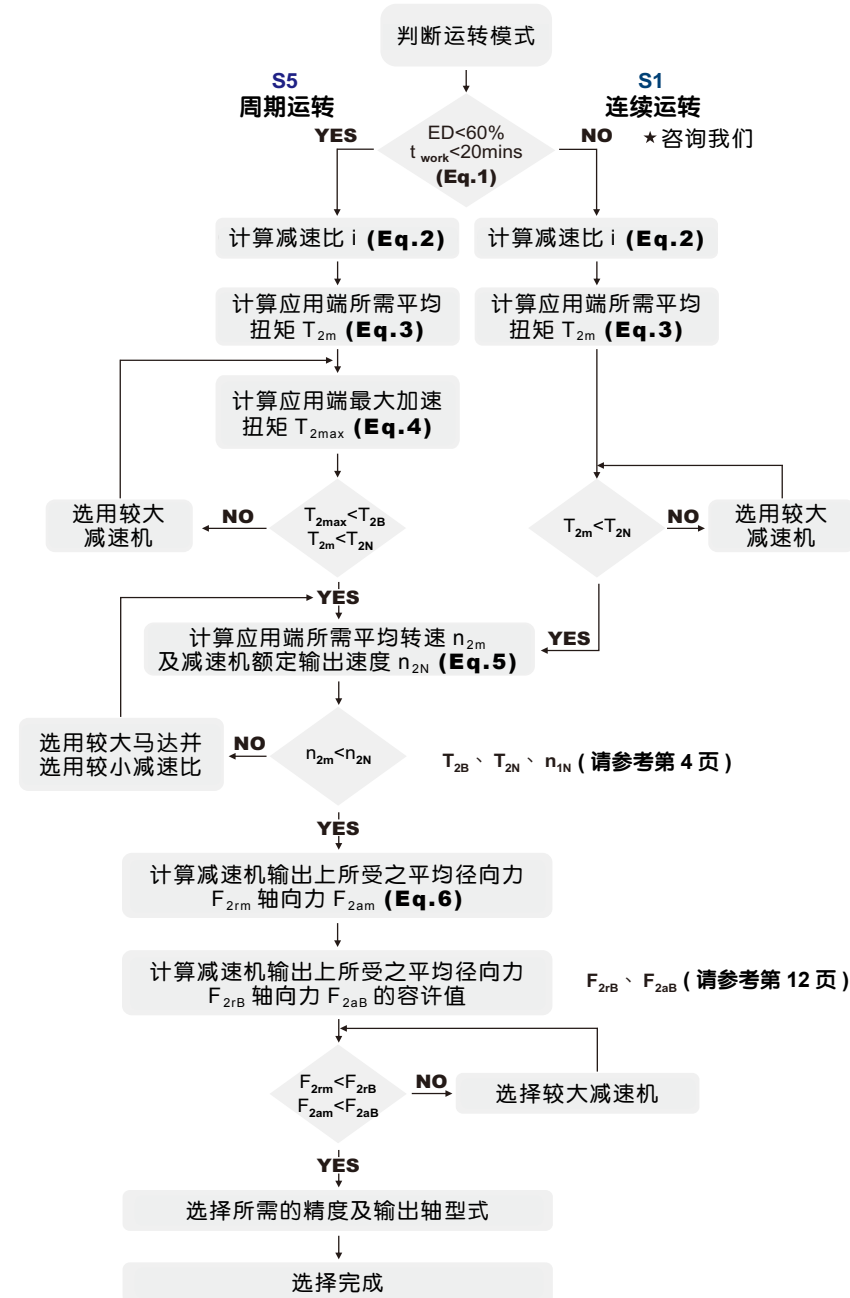 判断运转模式
S5
周期运转
S1
连续运转
YES
ED<60%
t work<20mins
(Eq.1)
NO
★咨询我们
计算减速比 i (Eq.2)
计算减速比 i (Eq.2)
计算应用端所需平均
扭矩 T2m (Eq.3)
计算应用端所需平均
扭矩 T2m (Eq.3)
计算应用端最大加速
扭矩 T2max (Eq.4)
选用较大
减速机
NO
T2max<T2B
T2m<T2N
T2m<T2N
NO
选用较大
减速机
YES
计算应用端所需平均转速 n2m
及减速机额定输出速度 n2N (Eq.5)
YES
选用较大马达并
选用较小减速比
NO
n2m<n2N
T2B、T2N、n1N ( 请参考第 4 页 )
YES
计算减速机输出上所受之平均径向力
F2rm 轴向力 F2am (Eq.6)
计算减速机输出上所受之平均径向力
F2rB 轴向力 F2aB 的容许值
F2rB、F2aB ( 请参考第 12 页 )
F2rm<F2rB
F2am<F2aB
NO
选择较大减速机
YES
选择所需的精度及输出轴型式
选择完成